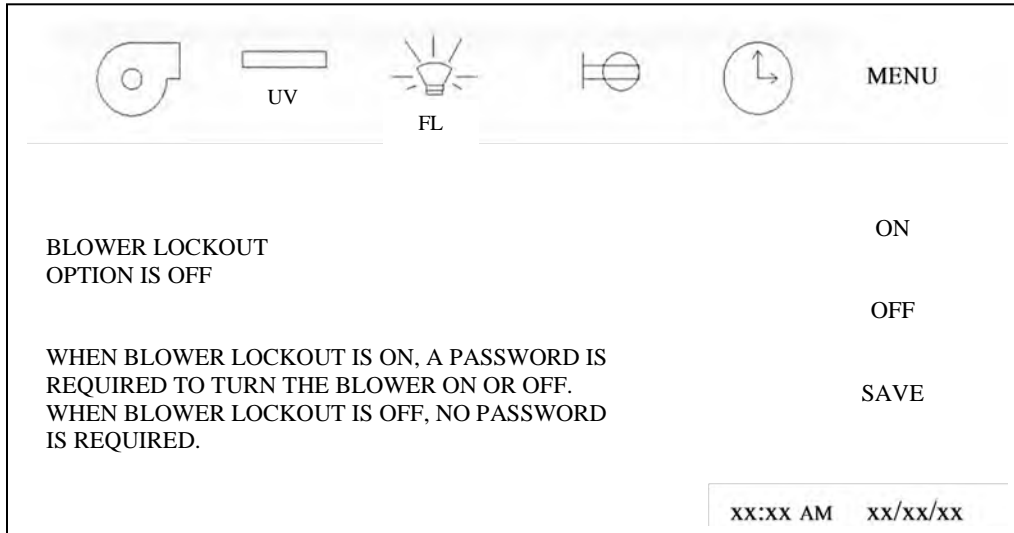 UV
FL
MENU
BLOWER LOCKOUT
OPTION IS OFF
WHEN BLOWER LOCKOUT IS ON, A PASSWORD IS
REQUIRED TO TURN THE BLOWER ON OR OFF.
WHEN BLOWER LOCKOUT IS OFF, NO PASSWORD
IS REQUIRED.
ON
OFF
SAVE
xx:xx AM xx/xx/xx